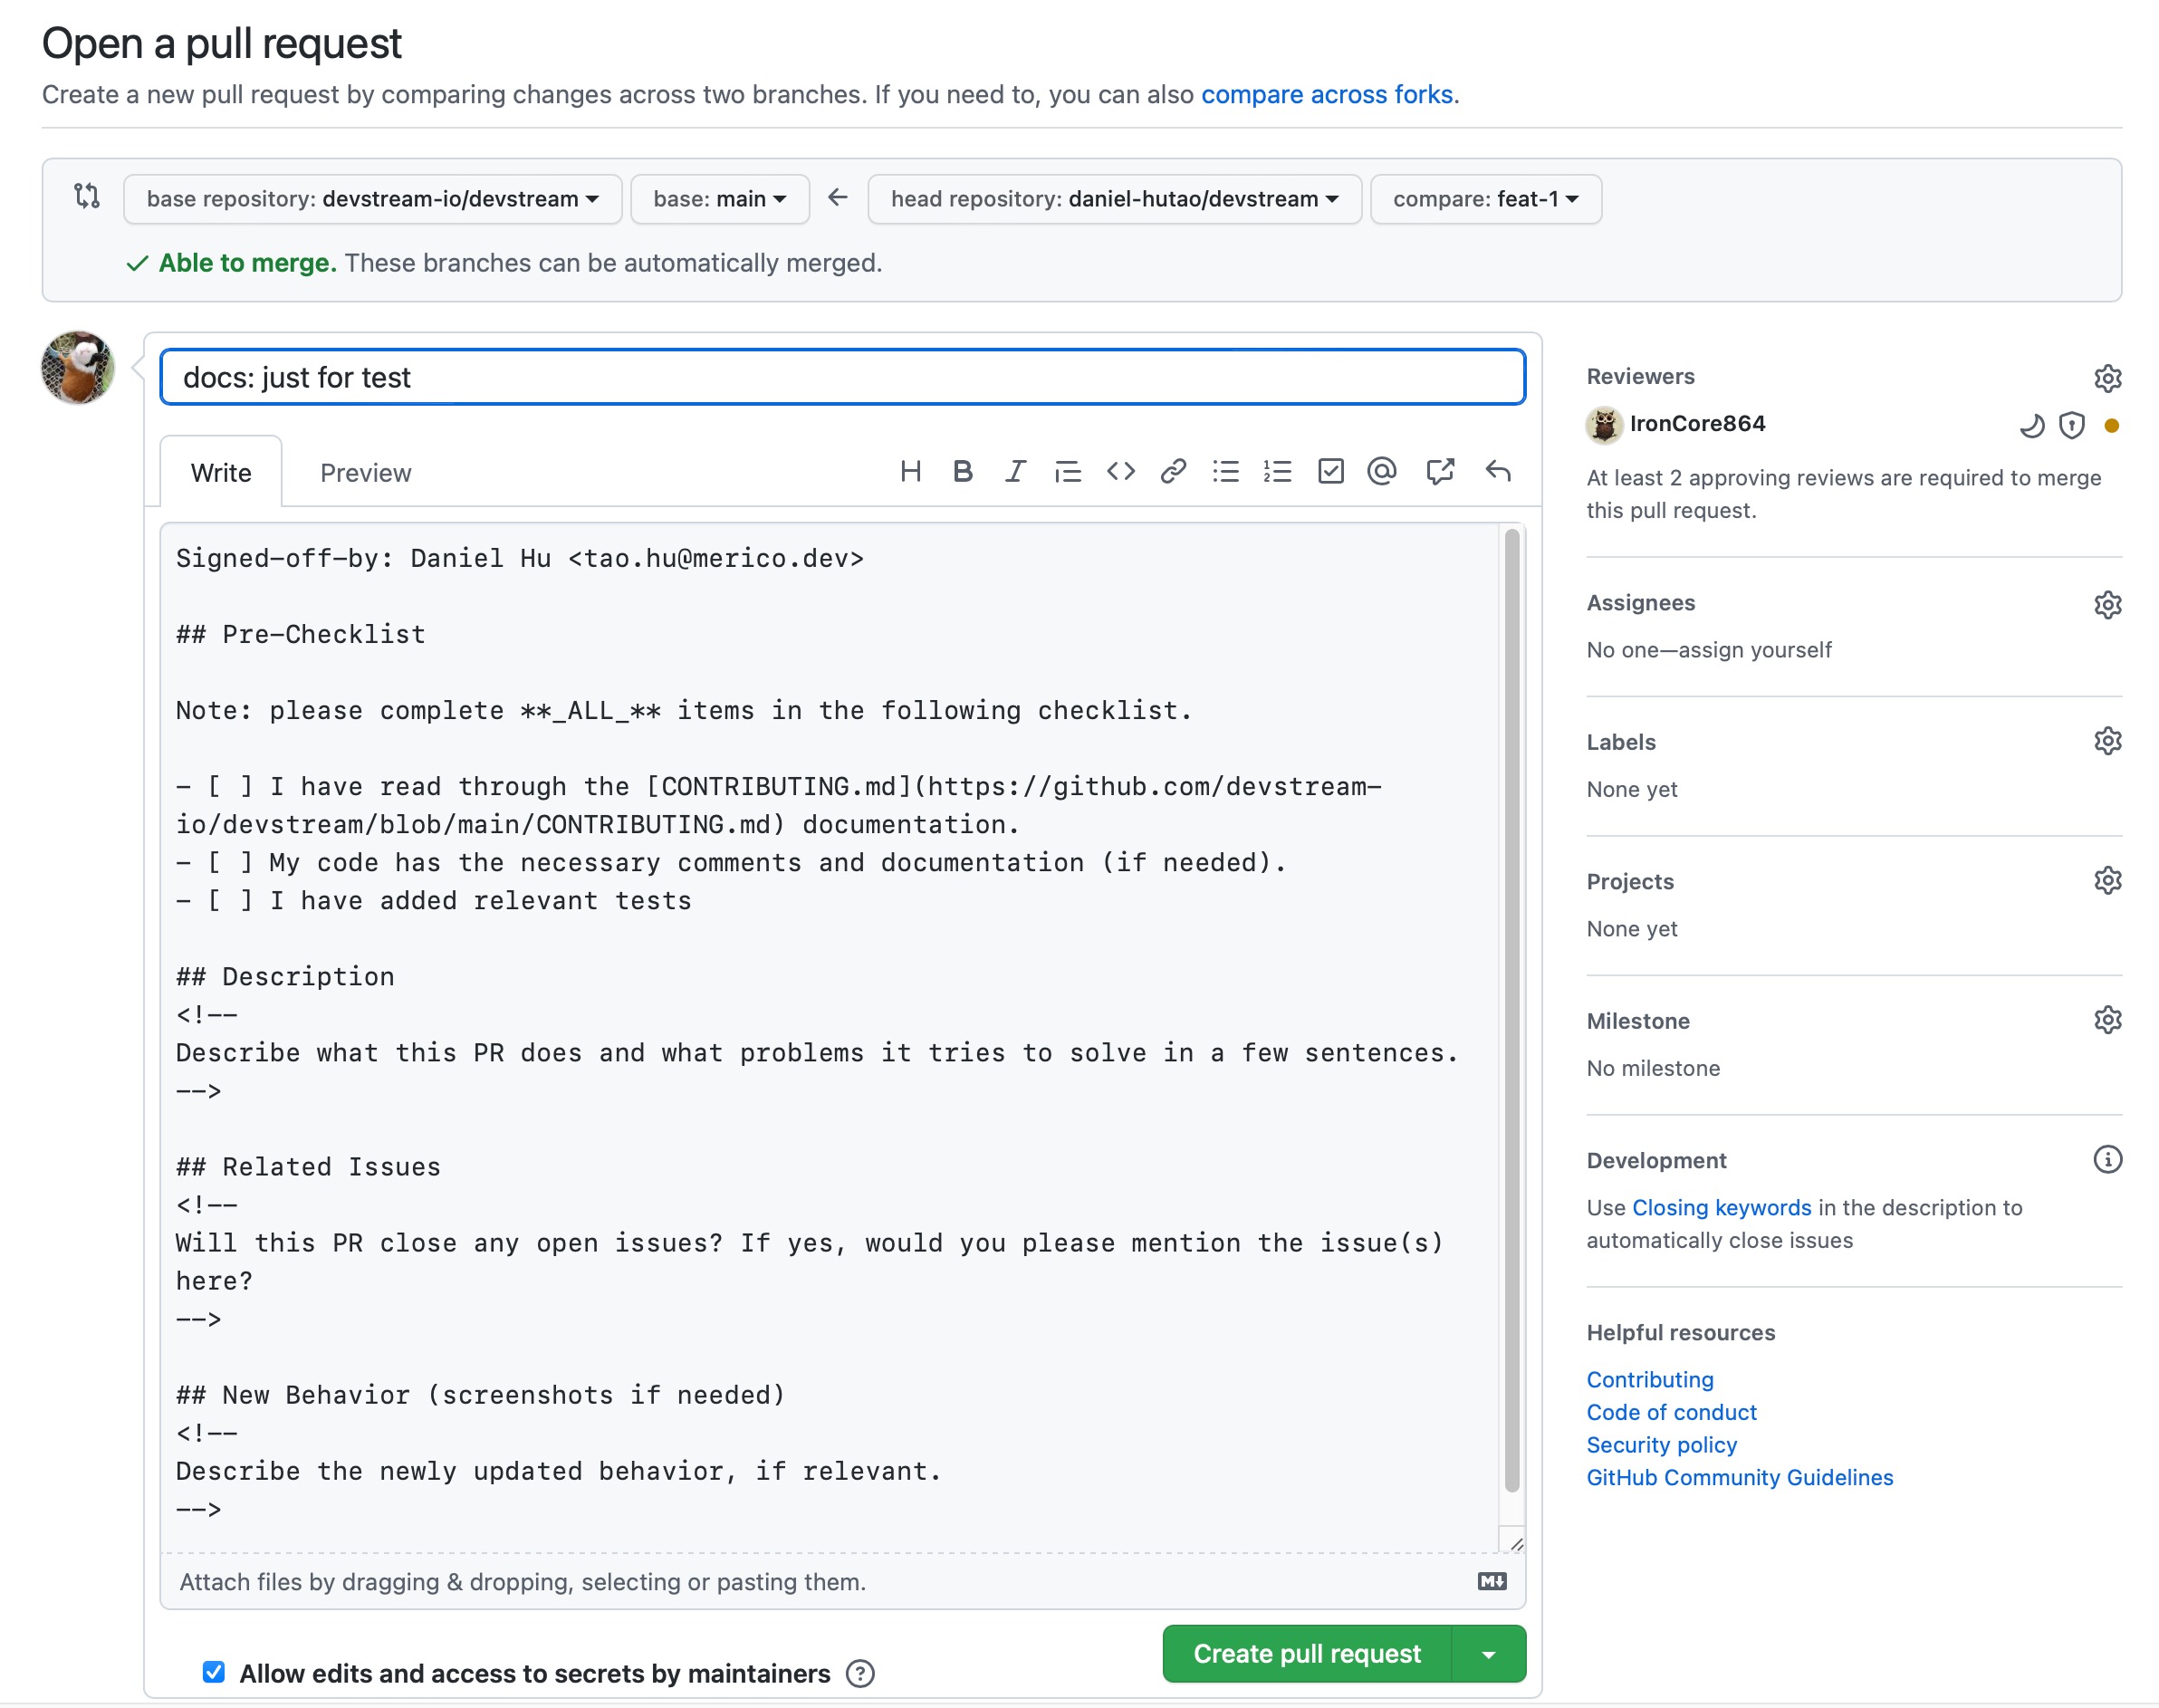 Open a pull request
Create a new pull request by comparing changes across two branches. If you need to, you can also compare across forks.
base repository: devstream-io/devstream base: main ← head repository: daniel-hutao/devstream compare: feat-1
Able to merge. These branches can be automatically merged.
docs: just for test
Write Preview
Signed-off-by: Daniel Hu <tao.hu@merico.dev>
## Pre-Checklist
Note: please complete **_ALL_** items in the following checklist.
- [ ] I have read through the [CONTRIBUTING.md](https://github.com/devstream-
io/devstream/blob/main/CONTRIBUTING.md) documentation.
- [ ] My code has the necessary comments and documentation (if needed).
- [ ] I have added relevant tests
## Description
<!--
Describe what this PR does and what problems it tries to solve in a few sentences.
-->
## Related Issues
<!--
Will this PR close any open issues? If yes, would you please mention the issue(s)
here?
-->
## New Behavior (screenshots if needed)
<!--
Describe the newly updated behavior, if relevant.
-->
Attach files by dragging & dropping, selecting or pasting them.
Allow edits and access to secrets by maintainers
Create pull request
Reviewers
IronCore864
At least 2 approving reviews are required to merge
this pull request.
Assignees
No one—assign yourself
Labels
None yet
Projects
None yet
Milestone
No milestone
Development
Use Closing keywords in the description to
automatically close issues
Helpful resources
Contributing
Code of conduct
Security policy
GitHub Community Guidelines